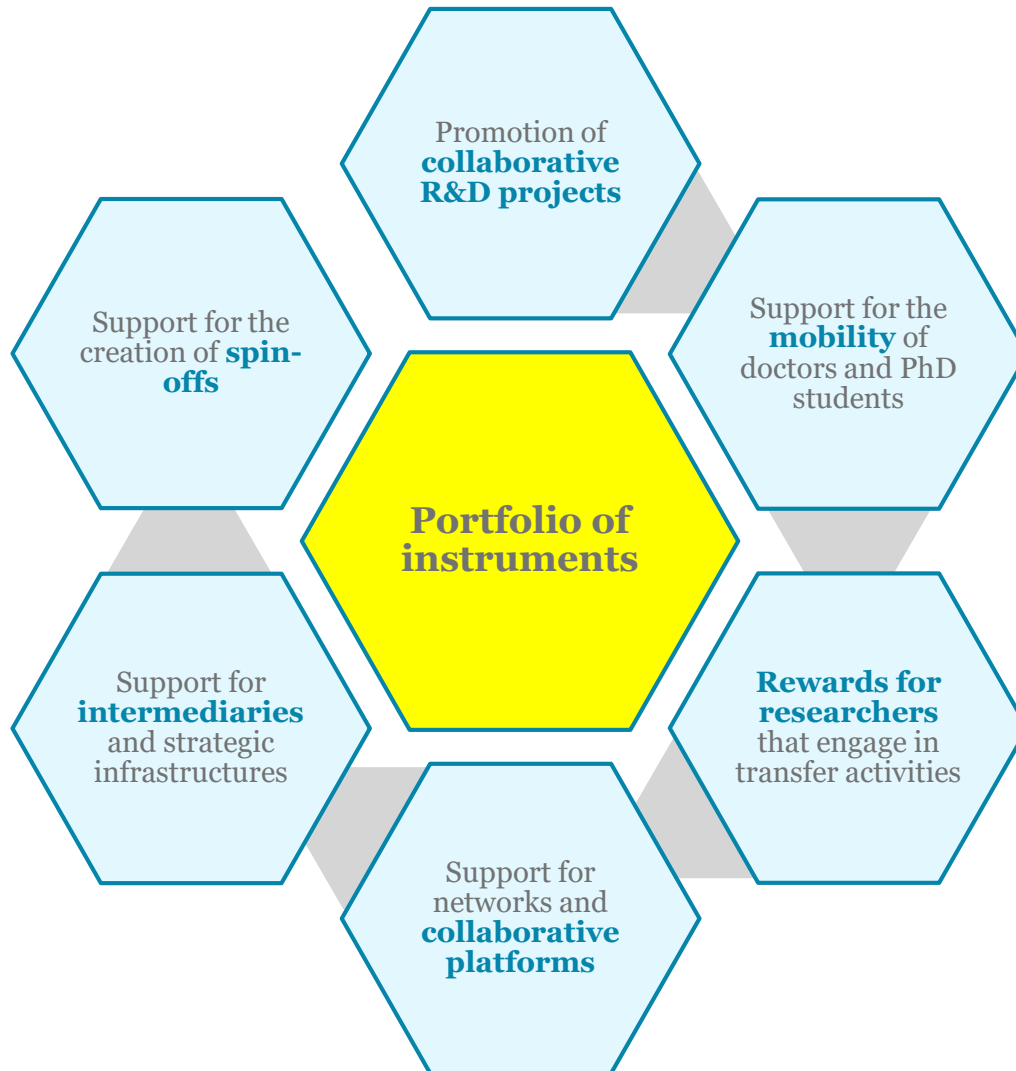 Promotion of
collaborative
R&D projects
Support for the
mobility of
doctors and PhD
students
Rewards for
researchers
that engage in
transfer activities
Support for
networks and
collaborative
platforms
Support for
intermediaries
and strategic
infrastructures
Support for the
creation of spin-
offs
Portfolio of
instruments